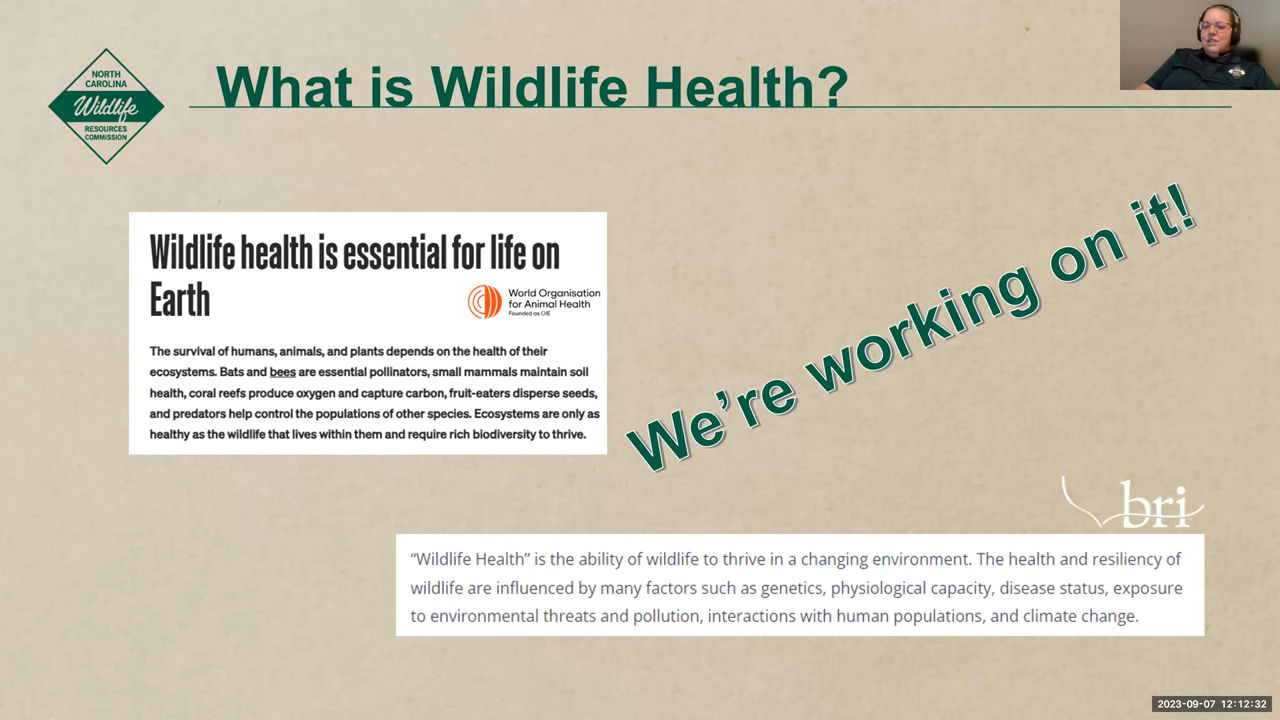 NORTH
CAROLINA
Wildlife
RESOURCES
COMMISSION
What is Wildlife Health?
Wildlife health is essential for life on
Earth
World Organisation
for Animal Health
Founded as OIE
The survival of humans, animals, and plants depends on the health of their
ecosystems. Bats and bees are essential pollinators, small mammals maintain soil
health, coral reefs produce oxygen and capture carbon, fruit-eaters disperse seeds,
and predators help control the populations of other species. Ecosystems are only as
healthy as the wildlife that lives within them and require rich biodiversity to thrive.
We’re working on it!
bri
“Wildlife Health” is the ability of wildlife to thrive in a changing environment. The health and resiliency of
wildlife are influenced by many factors such as genetics, physiological capacity, disease status, exposure
to environmental threats and pollution, interactions with human populations, and climate change.
2023-09-07 12:12:32